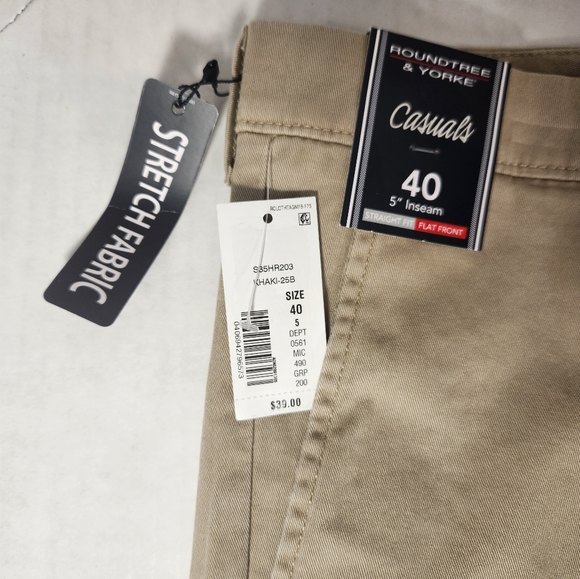 STRETCH FABRIC
ROUNDTREE
& YORKE
Casuals
40
5" Inseam
STRAIGHT FIT FLAT FRONT
S35HR203
KHAKI-25B
SIZE
40
5
DEPT
0561
MIC
490
GRP
200
$39.00